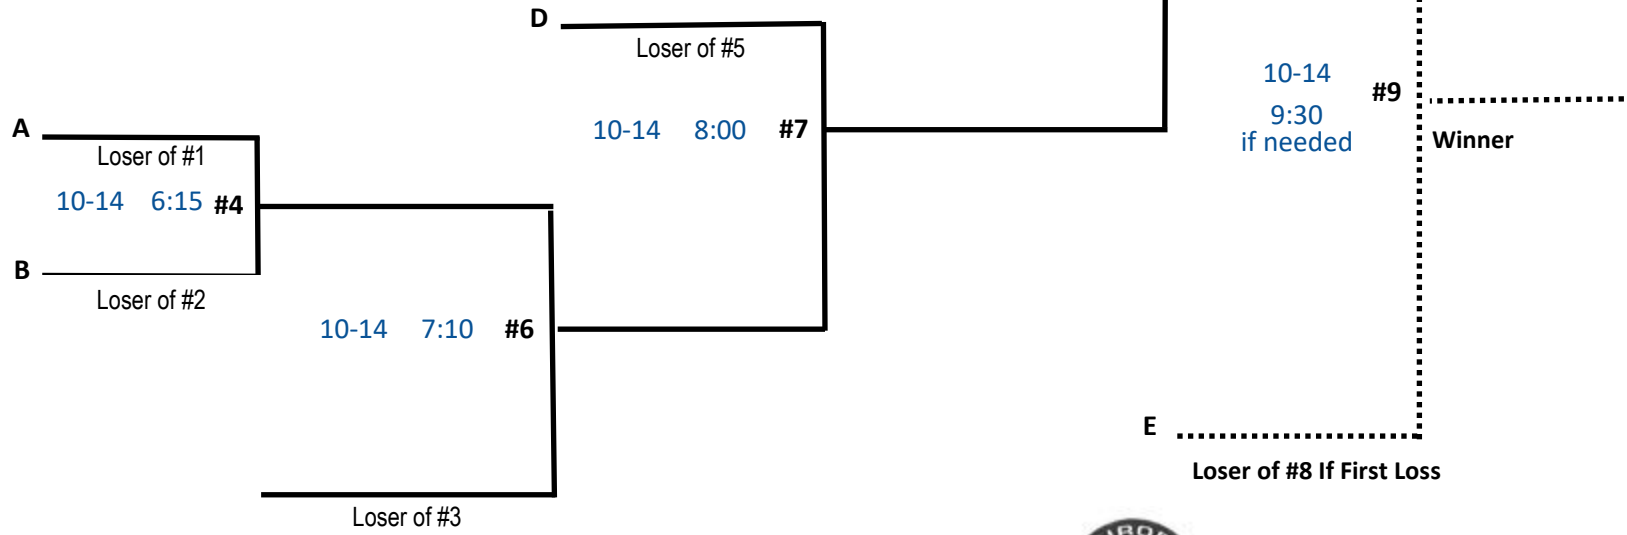 D
Loser of #5
10-14
#9
9:30
if needed
Winner
A
Loser of #1
10-14 8:00 #7
10-14 6:15 #4
B
Loser of #2
10-14 7:10 #6
E
Loser of #8 If First Loss
Loser of #3